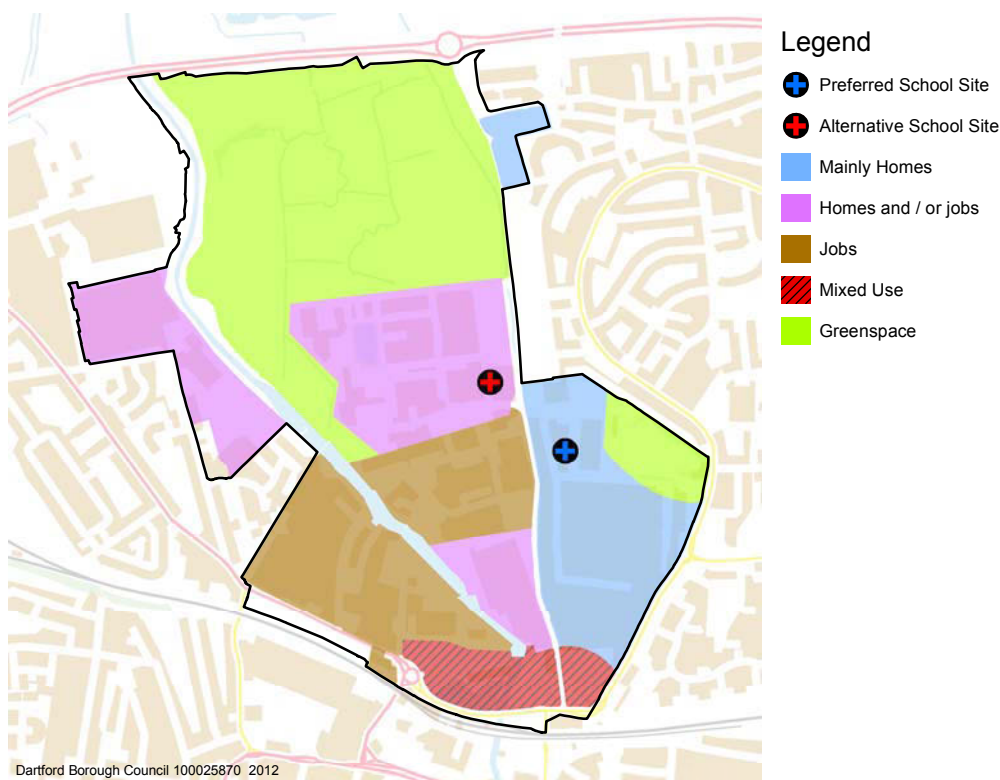 Legend
Preferred School Site
Alternative School Site
Mainly Homes
Homes and / or jobs
Jobs
Mixed Use
Greenspace
Dartford Borough Council 100025870 2012